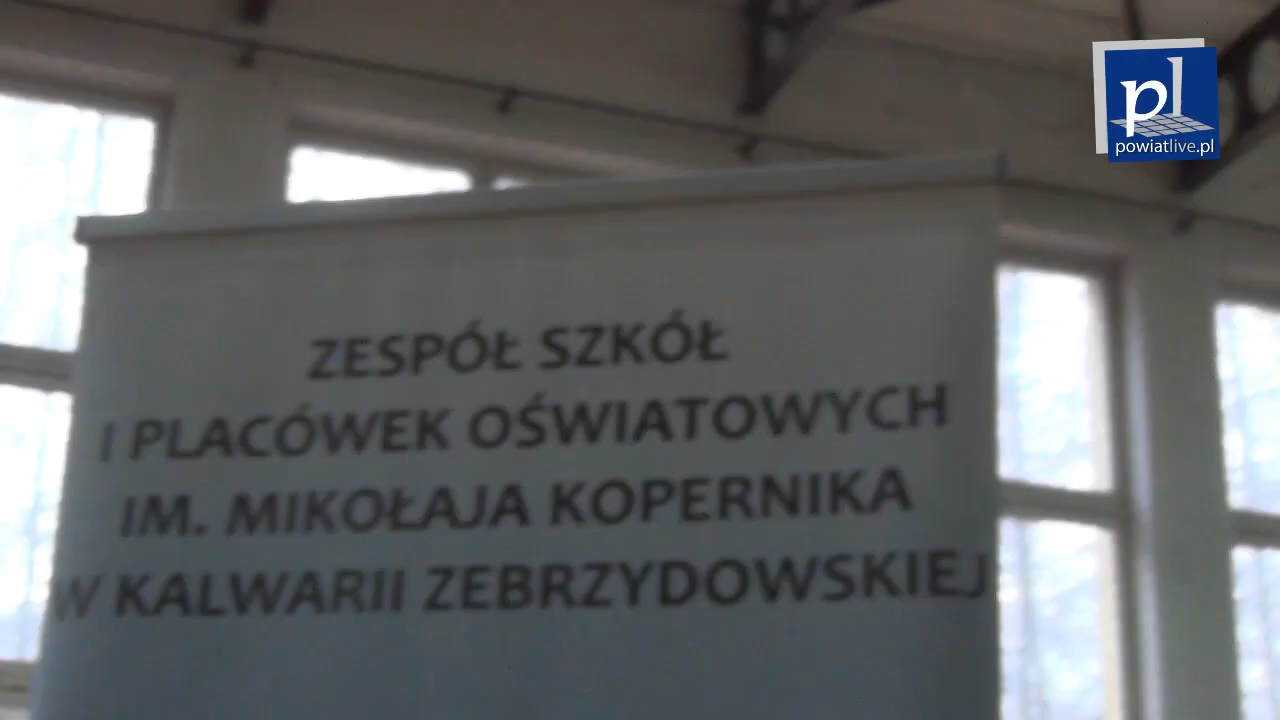 pl
powiatlive.pl
ZESPÓŁ SZKÓŁ
I PLACÓWEK OŚWIATOWYCH
IM. MIKOŁAJA KOPERNIKA
W KALWARII ZEBRZYDOWSKIEJ